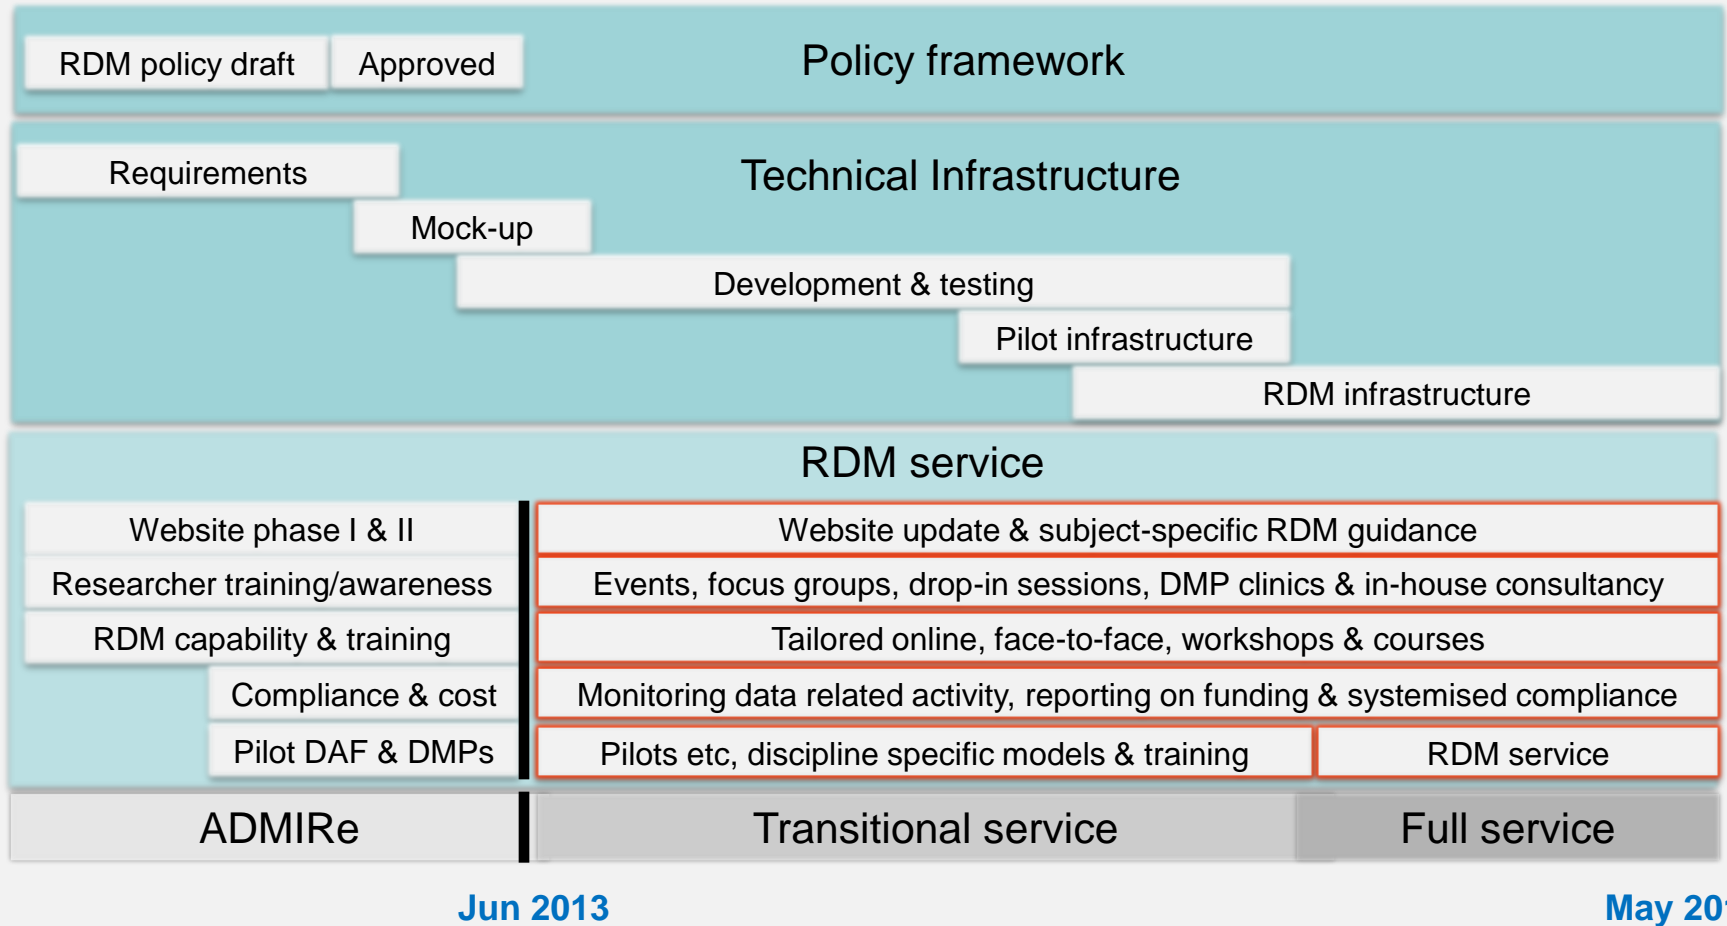 RDM policy draft
Approved
Policy framework
Requirements
Technical Infrastructure
Mock-up
Development & testing
Pilot infrastructure
RDM infrastructure
RDM service
Website phase I & II
Website update & subject-specific RDM guidance
Researcher training/awareness
Events, focus groups, drop-in sessions, DMP clinics & in-house consultancy
RDM capability & training
Tailored online, face-to-face, workshops & courses
Compliance & cost
Monitoring data related activity, reporting on funding & systemised compliance
Pilot DAF & DMPs
Pilots etc, discipline specific models & training
RDM service
ADMIRe
Transitional service
Full service
Jun 2013
May